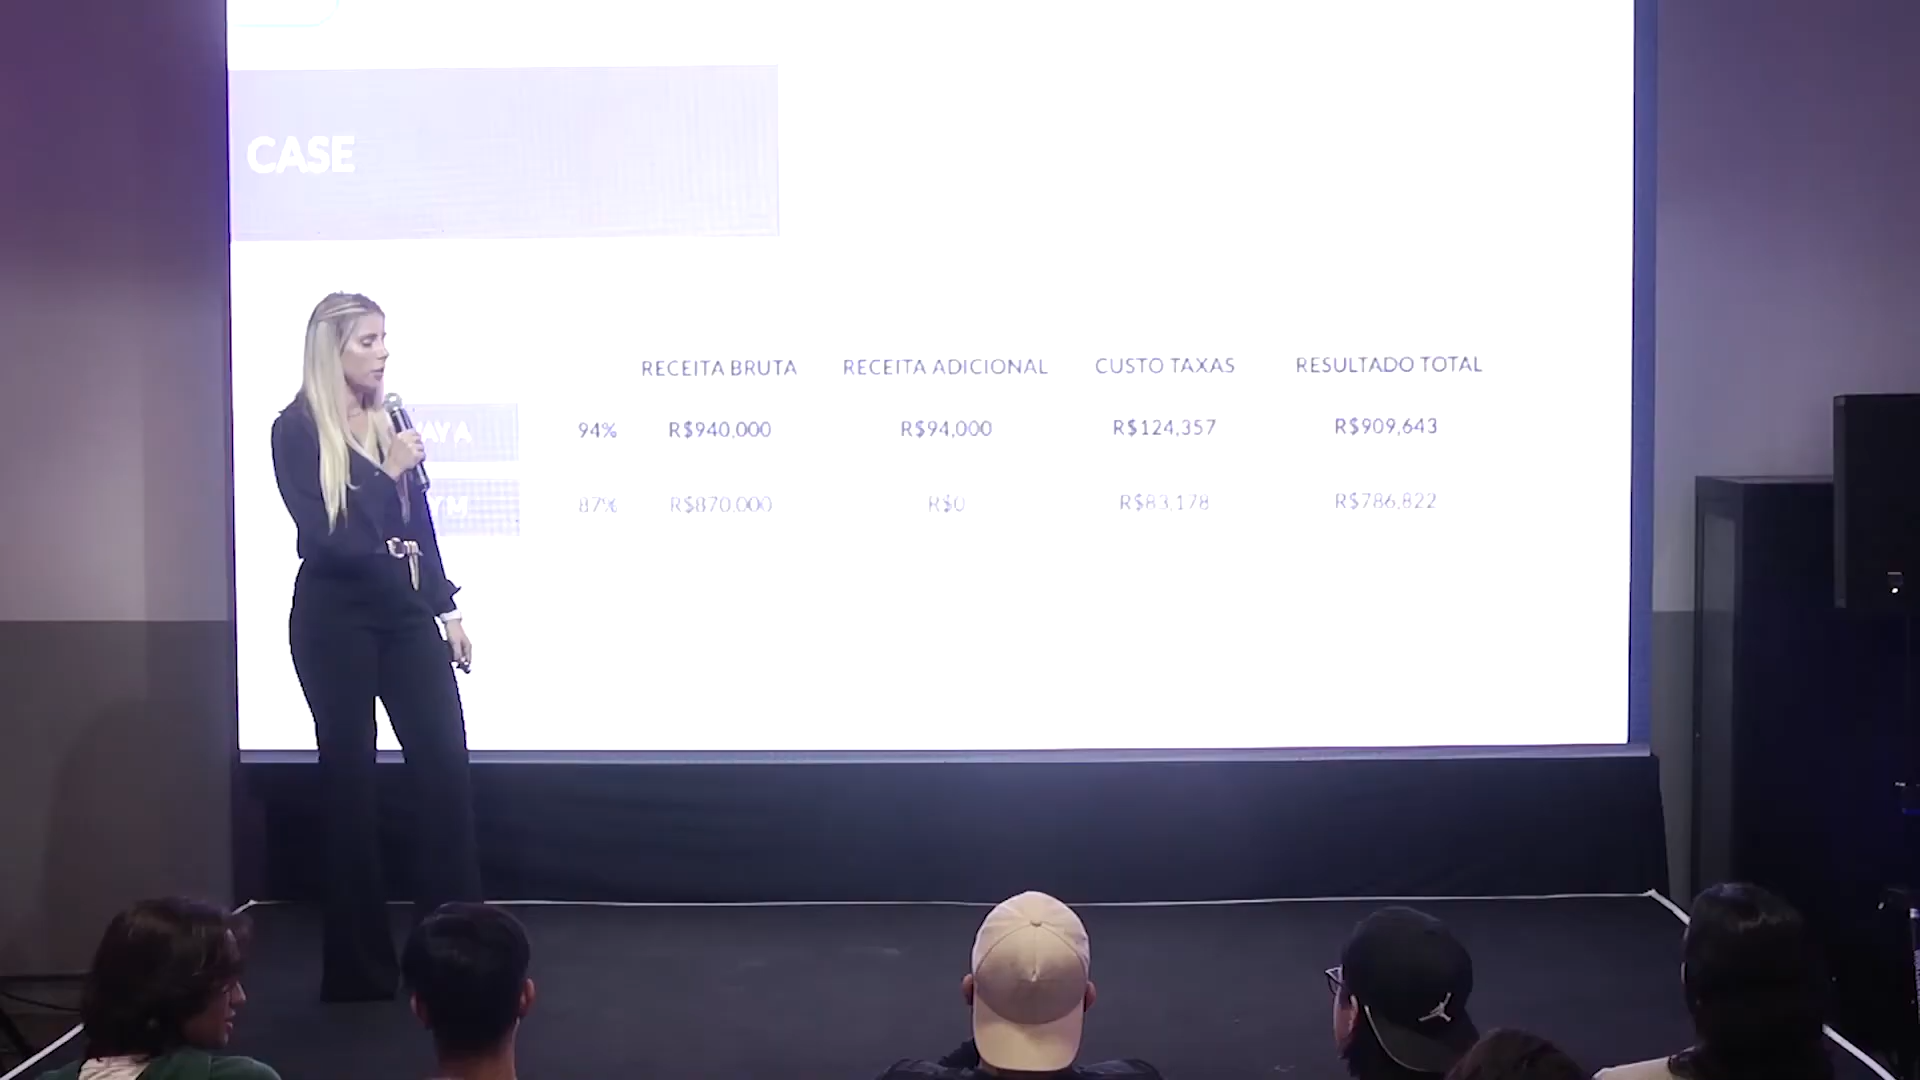 CASE
RECEITA BRUTA RECEITA ADICIONAL CUSTO TAXAS RESULTADO TOTAL
WAY A 94% R$940,000 R$94,000 R$124,357 R$909,643
Y M 87% R$870.000 R$0 R$83,178 R$786,822